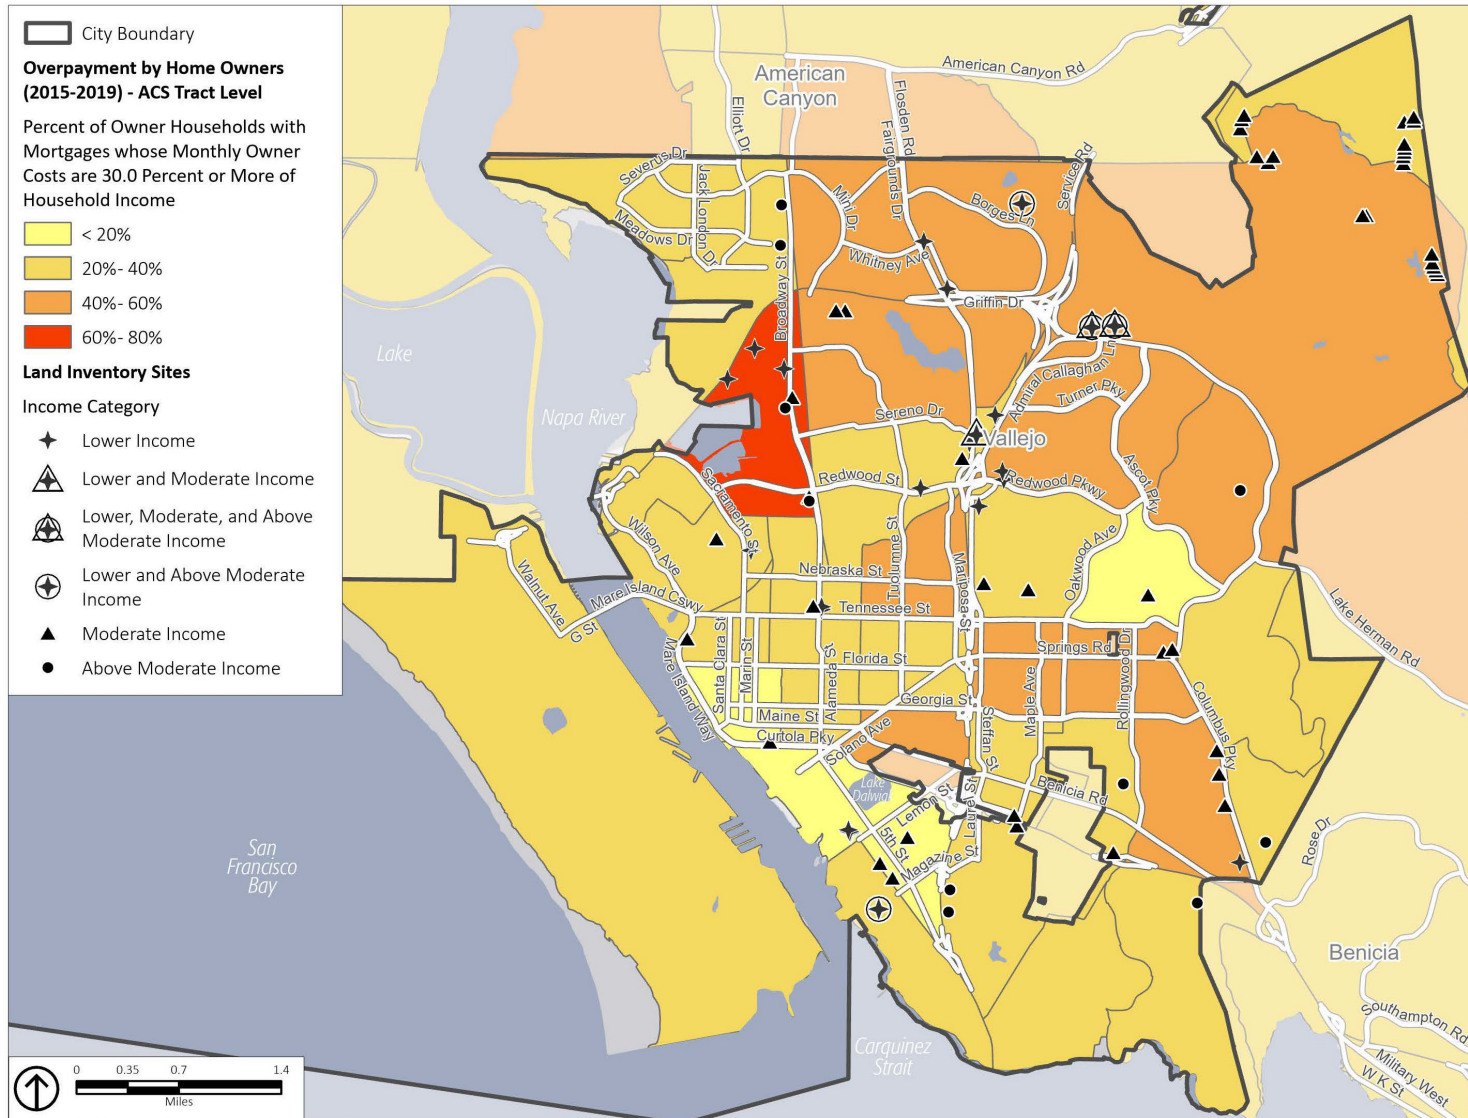 City Boundary
Overpayment by Home Owners
(2015-2019) - ACS Tract Level
Percent of Owner Households with
Mortgages whose Monthly Owner
Costs are 30.0 Percent or More of
Household Income
< 20%
20%- 40%
40%- 60%
60%- 80%
Land Inventory Sites
Income Category
Lower Income
Lower and Moderate Income
Lower, Moderate, and Above
Moderate Income
Lower and Above Moderate
Income
Moderate Income
Above Moderate Income
0 0.35 0.7 1.4
Miles
American
Canyon
American Canyon Rd
Elliott Dr
Flosden Rd
Fairgrounds Dr
Service Rd
Severus Dr
Jack London Dr
Meadows Dr
Broadway St
Mini Dr
Whitney Ave
Borges Ln
Griffin Dr
Lake
Napa River
Admiral Callaghan Ln
Turner Pky
Sereno Dr
Vallejo
Ascot Pky
Redwood St
Redwood Pkwy
Sacramento St
Wilson Ave
Oakwood Ave
Nebraska St
Tuolumne St
Mariposa St
Walnut Ave
G St
Mare Island Cswy
Tennessee St
Lake Herman Rd
Mare Island Way
Santa Clara St
Marin St
Florida St
Alameda St
Springs Rd
Rollingwood Dr
Georgia St
Maine St
Curtola Pky
Solano Ave
Steffan St
Maple Ave
Columbus Pky
Lake
Dalwigk
Lemon St
Laurel St
Benicia Rd
5th St
Magazine St
Rose Dr
San
Francisco
Bay
Carquinez
Strait
Benicia
Southampton Rd
Military West
W K St